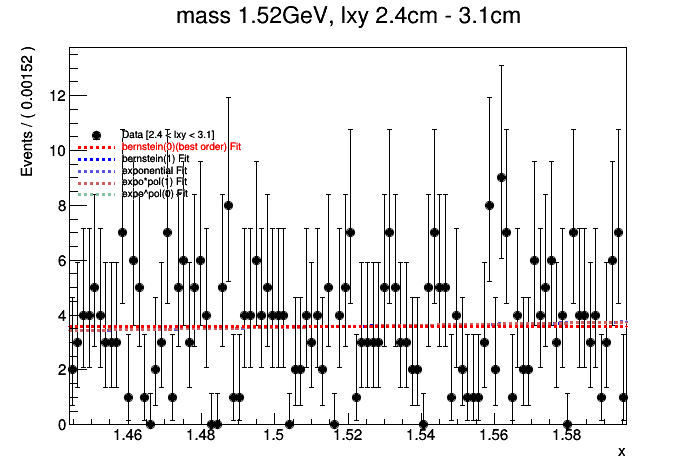 mass 1.52GeV, lxy 2.4cm - 3.1cm
Events / ( 0.00152 )
12
10
8
6
4
2
0
Data [2.4 < lxy < 3.1]
bernstein(0)(best order) Fit
bernstein(1) Fit
exponential Fit
expo*pol(1) Fit
expo^pol(0) Fit
1.46 1.48 1.5 1.52 1.54 1.56 1.58
x